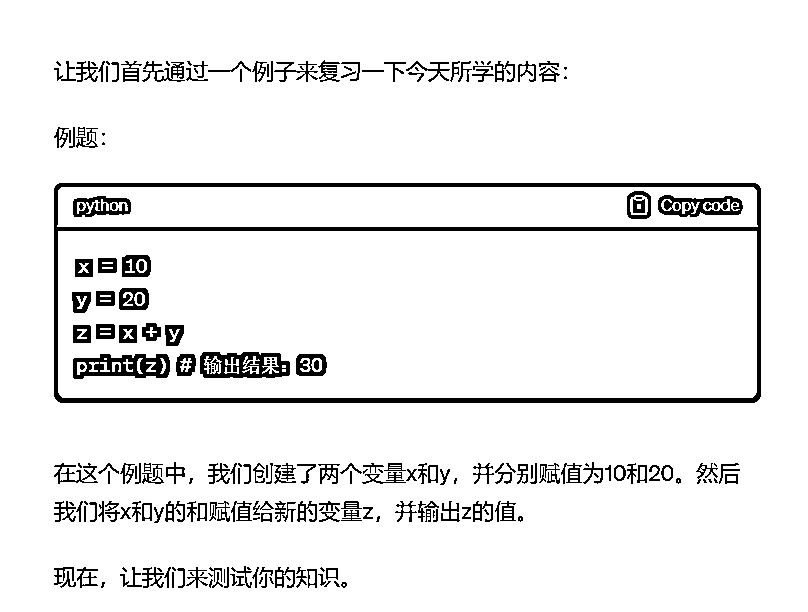 让我们首先通过一个例子来复习一下今天所学的内容：
例题：
python
Copy code
x = 10
y = 20
z = x + y
print(z) # 输出结果: 30
在这个例题中，我们创建了两个变量x和y，并分别赋值为10和20。然后
我们将x和y的和赋值给新的变量z，并输出z的值。
现在，让我们来测试你的知识。